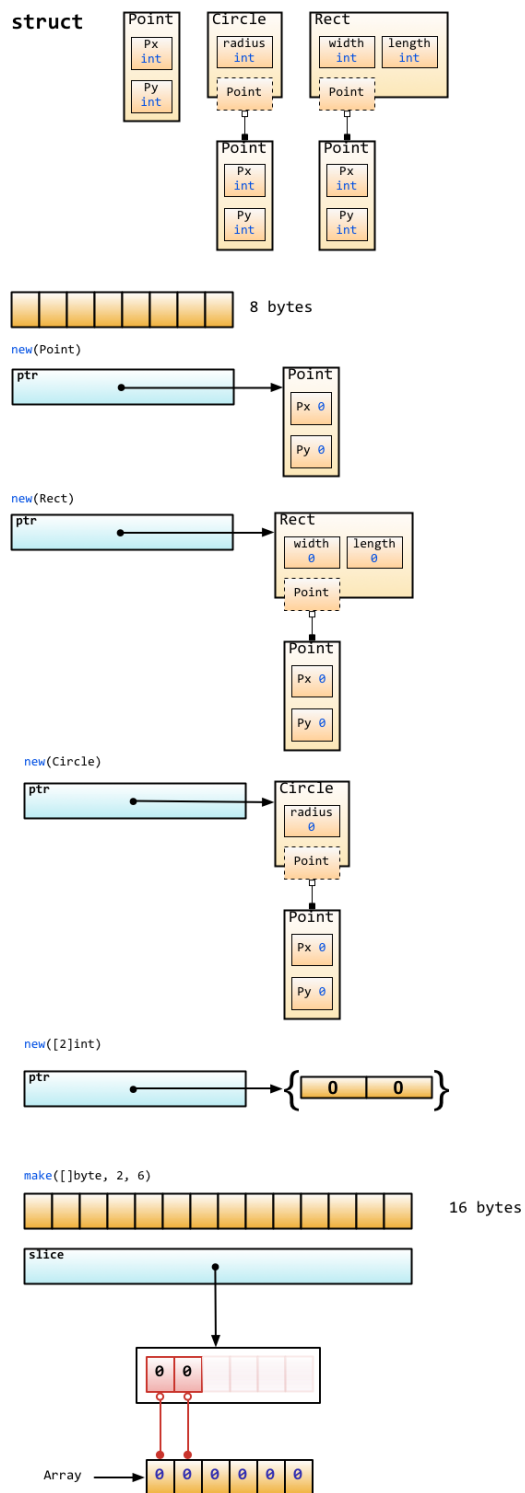 struct
Point Circle Rect
Px int radius int width int length int
Py int Point Point
Point Point
Px int Px int
Py int Py int
8 bytes
new(Point)
ptr Point
Px 0
Py 0
new(Rect)
ptr Rect
width 0 length 0
Point
Point
Px 0
Py 0
new(Circle)
ptr Circle
radius 0
Point
Point
Px 0
Py 0
new([2]int)
ptr { 0 0 }
make([]byte, 2, 6)
16 bytes
slice
0 0
Array 0 0 0 0 0 0